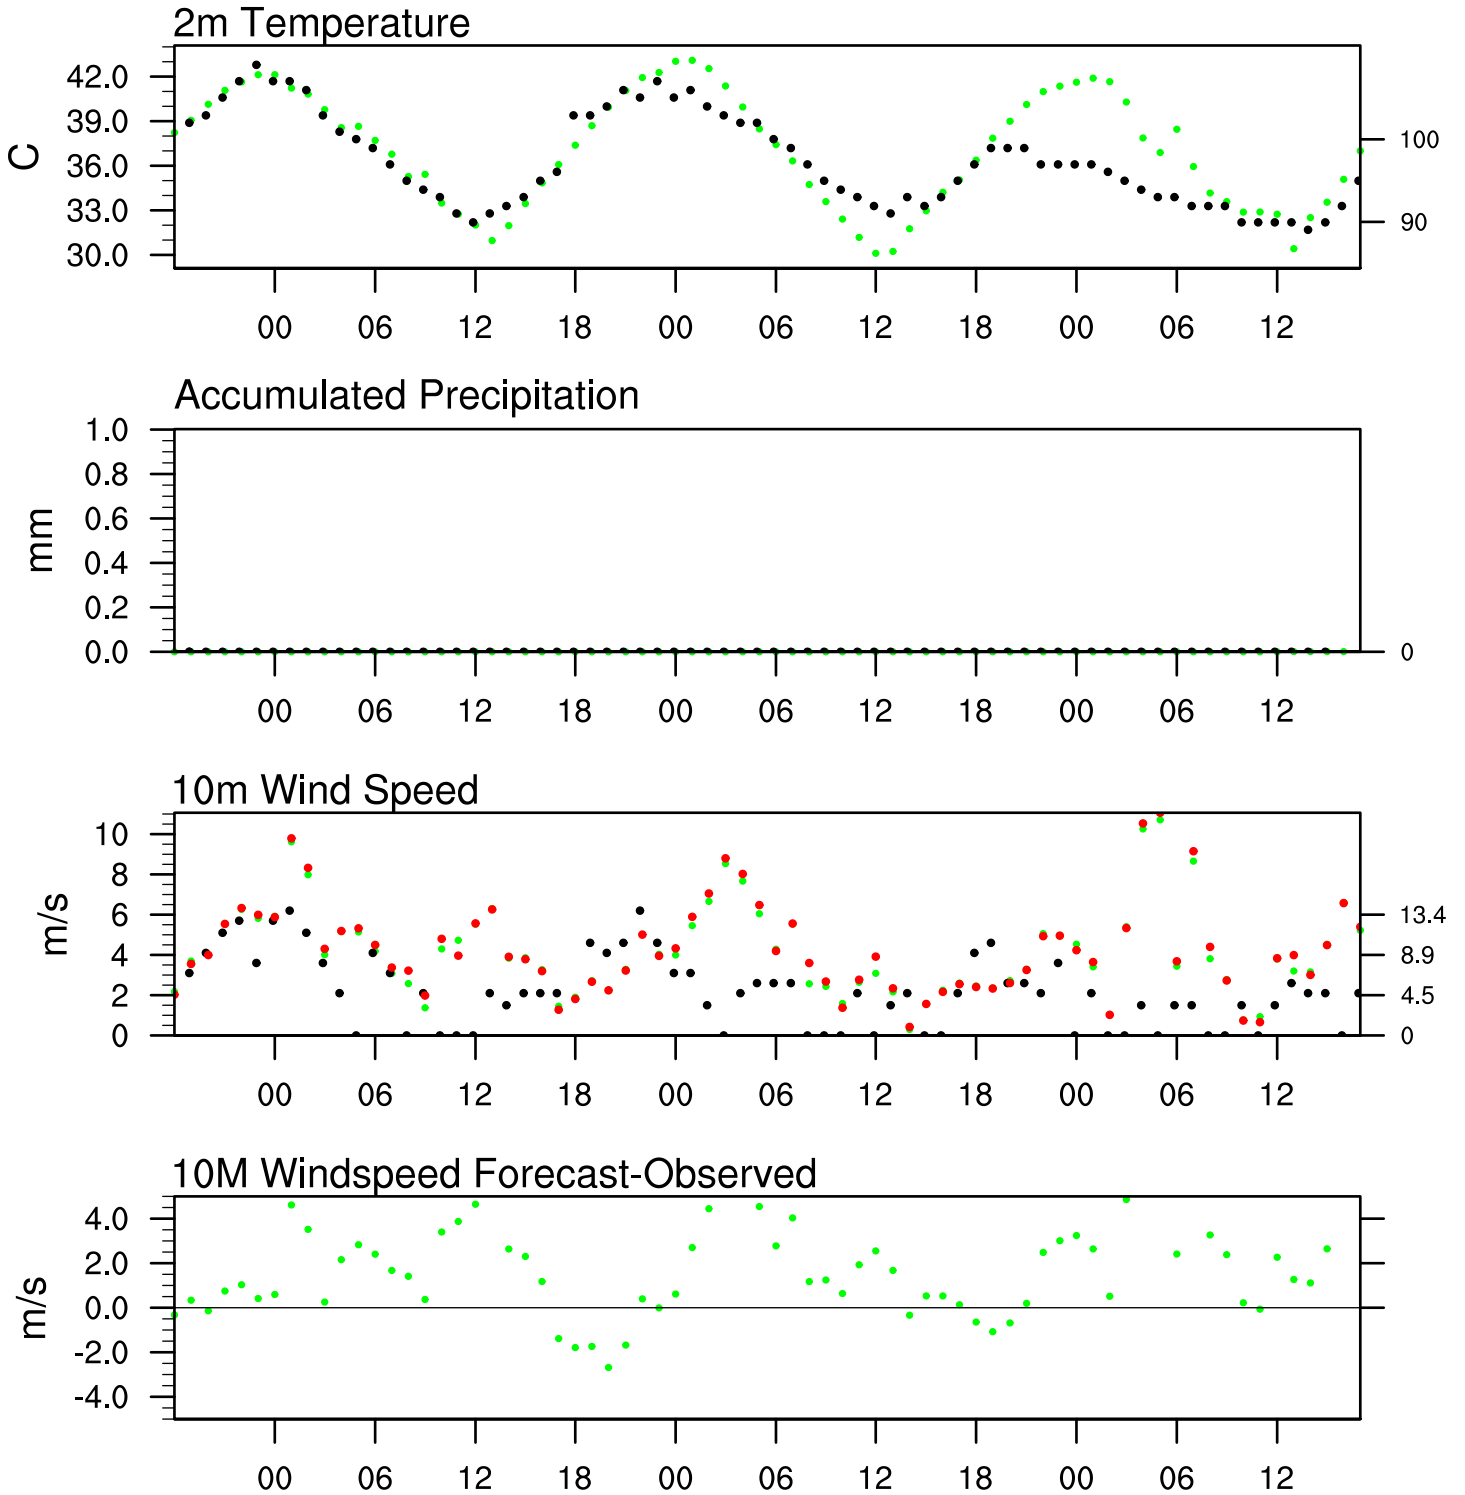 2m Temperature
42.0
39.0
36.0
33.0
30.0
C
100
90
00 06 12 18 00 06 12 18 00 06 12
Accumulated Precipitation
1.0
0.8
0.6
0.4
0.2
0.0
mm
0
00 06 12 18 00 06 12 18 00 06 12
10m Wind Speed
10
8
6
4
2
0
m/s
13.4
8.9
4.5
0
00 06 12 18 00 06 12 18 00 06 12
10M Windspeed Forecast-Observed
4.0
2.0
0.0
-2.0
-4.0
m/s
00 06 12 18 00 06 12 18 00 06 12